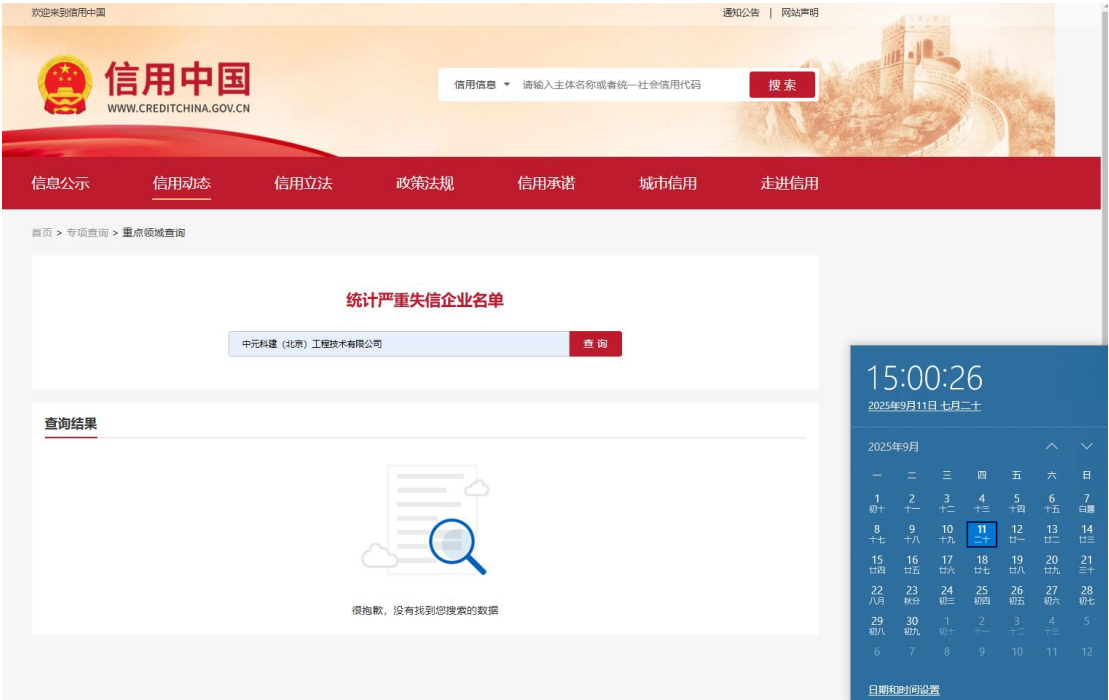 欢迎来到信用中国 通知公告 | 网站声明
信用中国
WWW.CREDITCHINA.GOV.CN
信用信息 请输入主体名称或者统一社会信用代码 搜索
信息公示 信用动态 信用立法 政策法规 信用承诺 城市信用 走进信用
首页 > 专项查询 > 重点领域查询
统计严重失信企业名单
中元科建（北京）工程技术有限公司 查询
查询结果
很抱歉，没有找到您搜索的数据
15:00:26
2025年9月11日 七月二十
2025年9月
一 二 三 四 五 六 日
1 2 3 4 5 6 7
初十 十一 十二 十三 十四 十五 白露
8 9 10 11 12 13 14
十七 十八 十九 二十 廿一 廿二 廿三
15 16 17 18 19 20 21
廿四 廿五 廿六 廿七 廿八 廿九 三十
22 23 24 25 26 27 28
八月 秋分 初三 初四 初五 初六 初七
29 30 1 2 3 4 5
初八 初九 初十 十一 十二 十三
6 7 8 9 10 11 12
日期和时间设置